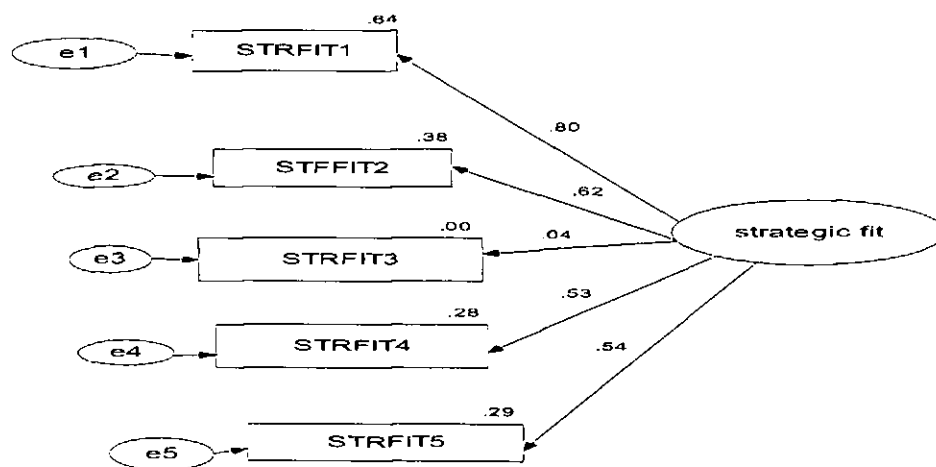 .64
e1
STRFIT1
.80
.38
e2
STFFIT2
.62
strategic fit
.00
.04
e3
STRFIT3
.53
.28
e4
STRFIT4
.54
.29
e5
STRFIT5